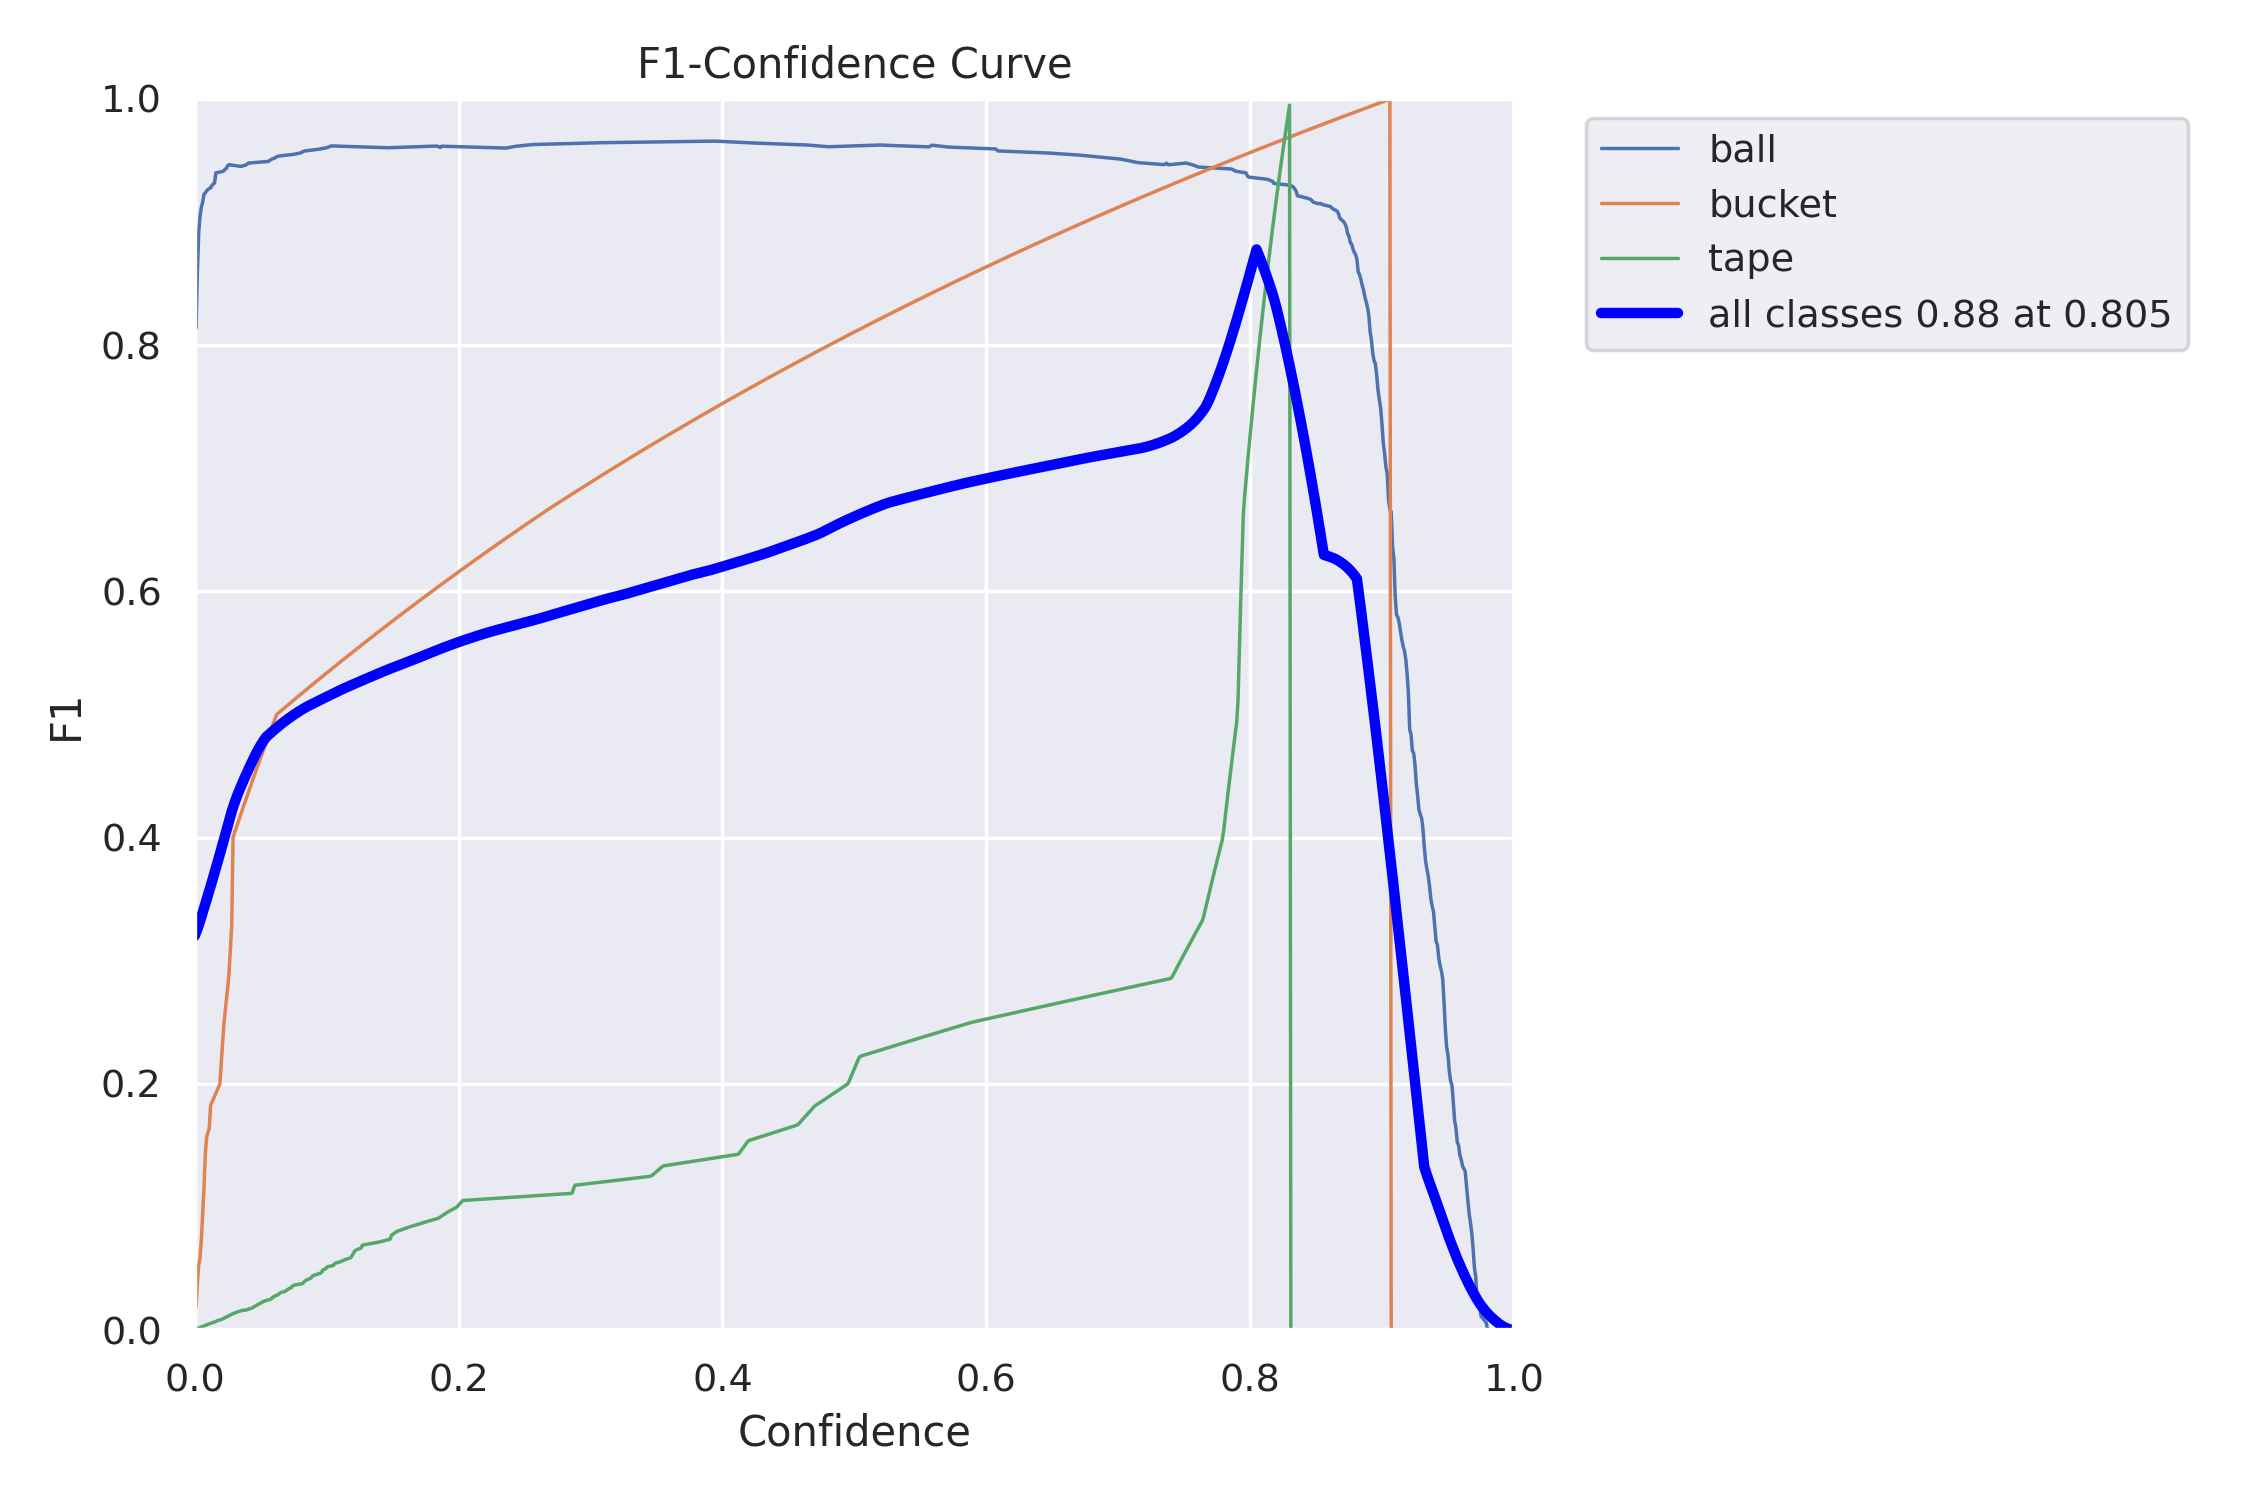 F1-Confidence Curve
1.0
0.8
0.6
0.4
0.2
0.0
F1
0.0 0.2 0.4 0.6 0.8 1.0
Confidence
ball
bucket
tape
all classes 0.88 at 0.805